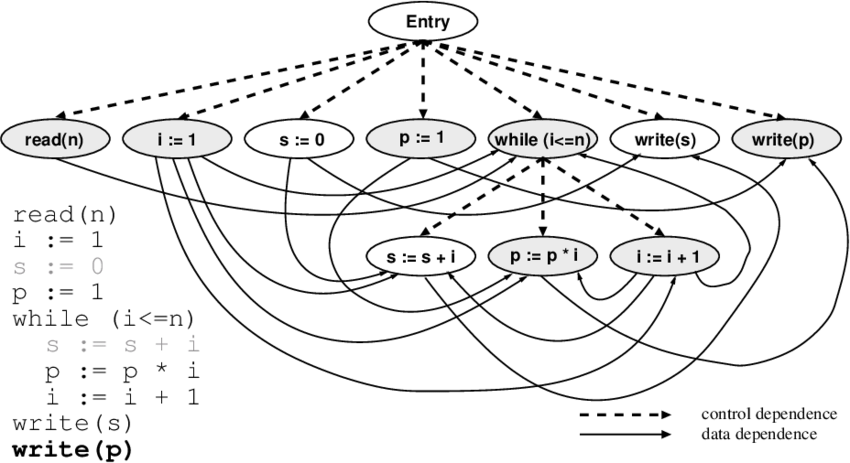 Entry
read(n)
i := 1
s := 0
p := 1
while (i<=n)
write(s)
write(p)
s := s + i
p := p * i
i := i + 1
read(n)
i := 1
s := 0
p := 1
while (i<=n)
s := s + i
p := p * i
i := i + 1
write(s)
write(p)
control dependence
data dependence